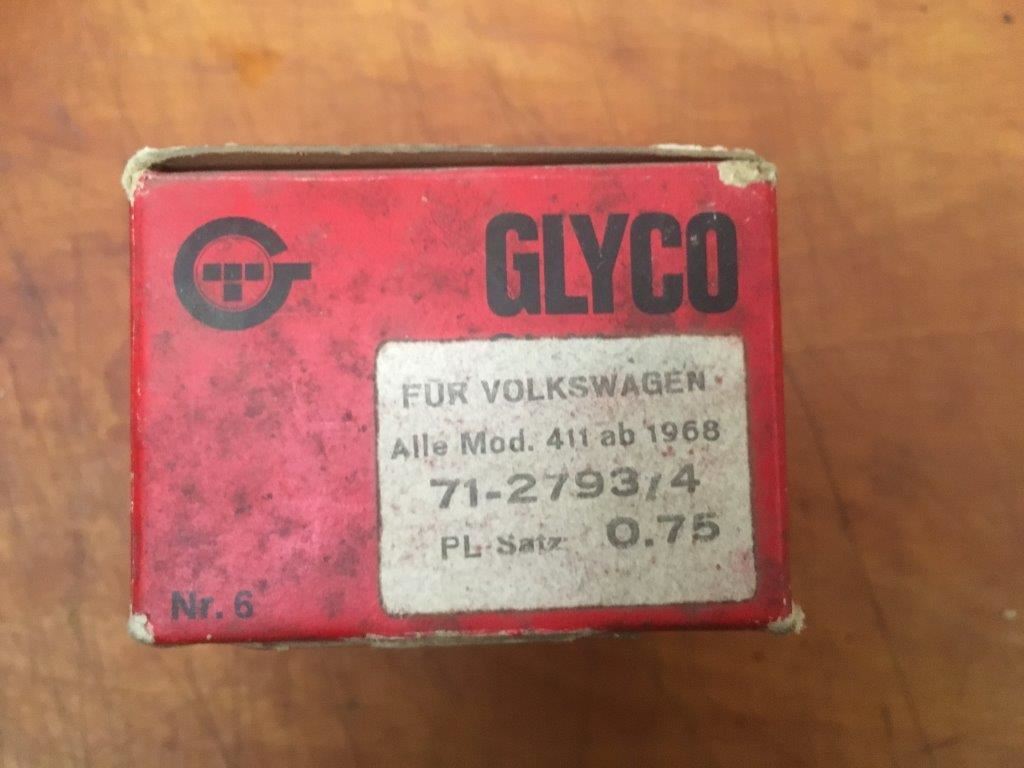 GLYCO
FÜR VOLKSWAGEN
Alle Mod. 411 ab 1968
71-2793/4
PL-Satz 0.75
Nr. 6